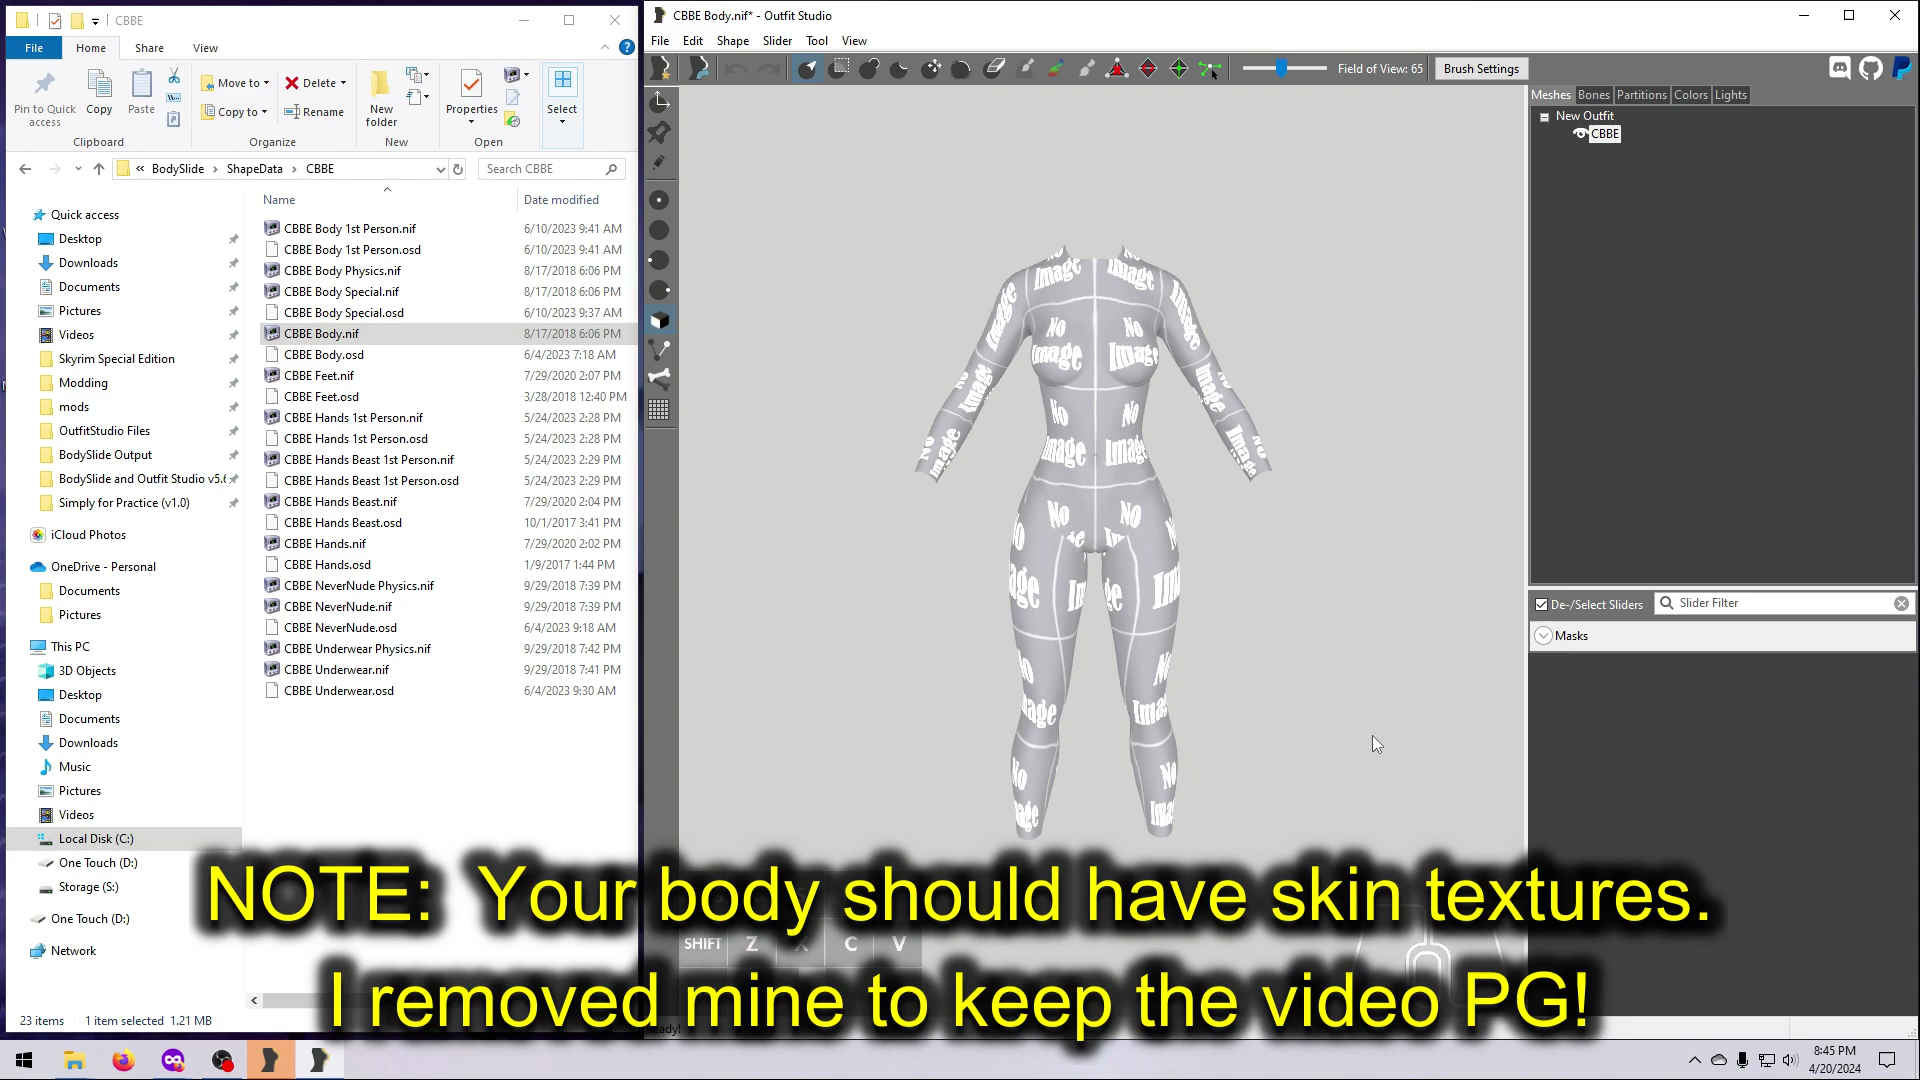 CBBE
File
Home
Share
View
Pin to Quick access
Copy
Paste
Move to
Copy to
Delete
Rename
New folder
Properties
Select
Clipboard
Organize
New
Open
« BodySlide › ShapeData › CBBE
Search CBBE
Name
Date modified
Quick access
Desktop
Downloads
Documents
Pictures
Videos
Skyrim Special Edition
Modding
mods
OutfitStudio Files
BodySlide Output
BodySlide and Outfit Studio v5.6
Simply for Practice (v1.0)
iCloud Photos
OneDrive - Personal
Documents
Pictures
This PC
3D Objects
Desktop
Documents
Downloads
Music
Pictures
Videos
Local Disk (C:)
One Touch (D:)
Storage (S:)
One Touch (D:)
Network
CBBE Body 1st Person.nif 6/10/2023 9:41 AM
CBBE Body 1st Person.osd 6/10/2023 9:41 AM
CBBE Body Physics.nif 8/17/2018 6:06 PM
CBBE Body Special.nif 8/17/2018 6:06 PM
CBBE Body Special.osd 6/10/2023 9:37 AM
CBBE Body.nif 8/17/2018 6:06 PM
CBBE Body.osd 6/4/2023 7:18 AM
CBBE Feet.nif 7/29/2020 2:07 PM
CBBE Feet.osd 3/28/2018 12:40 PM
CBBE Hands 1st Person.nif 5/24/2023 2:28 PM
CBBE Hands 1st Person.osd 5/24/2023 2:28 PM
CBBE Hands Beast 1st Person.nif 5/24/2023 2:29 PM
CBBE Hands Beast 1st Person.osd 5/24/2023 2:29 PM
CBBE Hands Beast.nif 7/29/2020 2:04 PM
CBBE Hands Beast.osd 10/1/2017 3:41 PM
CBBE Hands.nif 7/29/2020 2:02 PM
CBBE Hands.osd 1/9/2017 1:44 PM
CBBE NeverNude Physics.nif 9/29/2018 7:39 PM
CBBE NeverNude.nif 9/29/2018 7:39 PM
CBBE NeverNude.osd 6/4/2023 9:18 AM
CBBE Underwear Physics.nif 9/29/2018 7:42 PM
CBBE Underwear.nif 9/29/2018 7:41 PM
CBBE Underwear.osd 6/4/2023 9:30 AM
23 items 1 item selected 1.21 MB
CBBE Body.nif* - Outfit Studio
File Edit Shape Slider Tool View
Field of View: 65
Brush Settings
Meshes Bones Partitions Colors Lights
New Outfit
CBBE
No Image
No Image
No Image
No Image
De-/Select Sliders
Slider Filter
Masks
NOTE: Your body should have skin textures.
SHIFT Z X C V
I removed mine to keep the video PG!
8:45 PM
4/20/2024